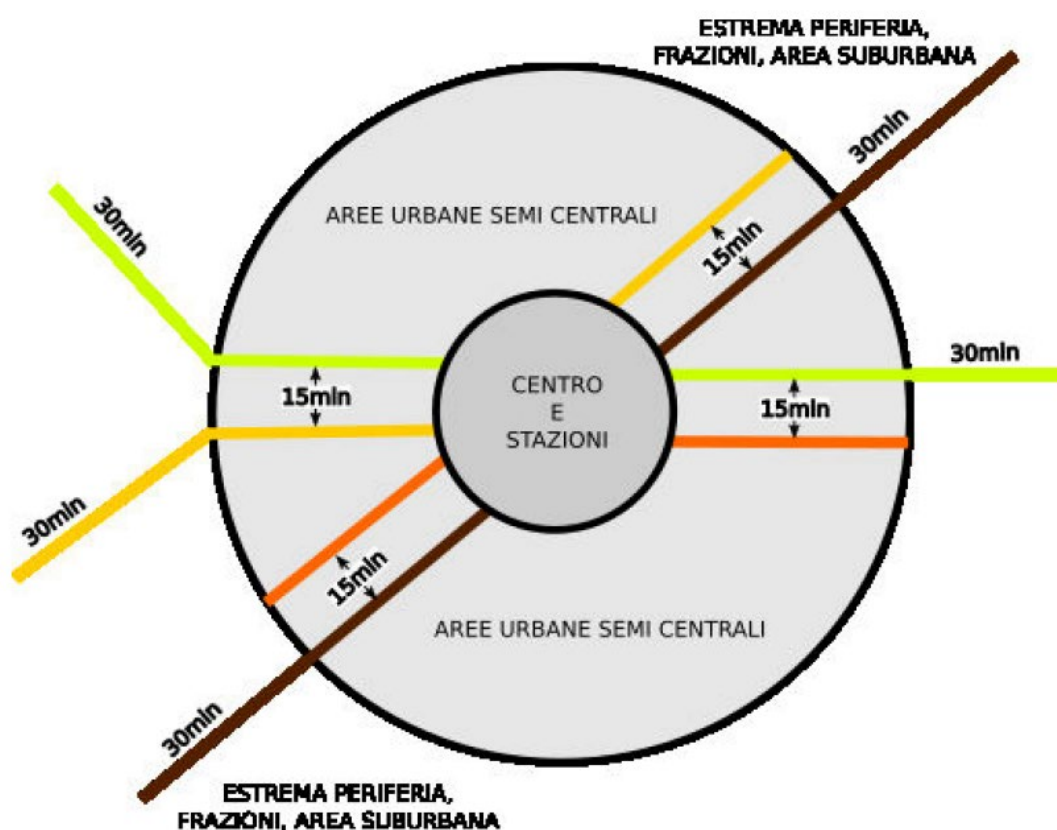 ESTREMA PERIFERIA,
FRAZIONI, AREA SUBURBANA
30min
30min
AREE URBANE SEMI CENTRALI
15min
30min
15min
CENTRO
E
STAZIONI
15min
30min
15min
AREE URBANE SEMI CENTRALI
30min
ESTREMA PERIFERIA,
FRAZIONI, AREA SUBURBANA